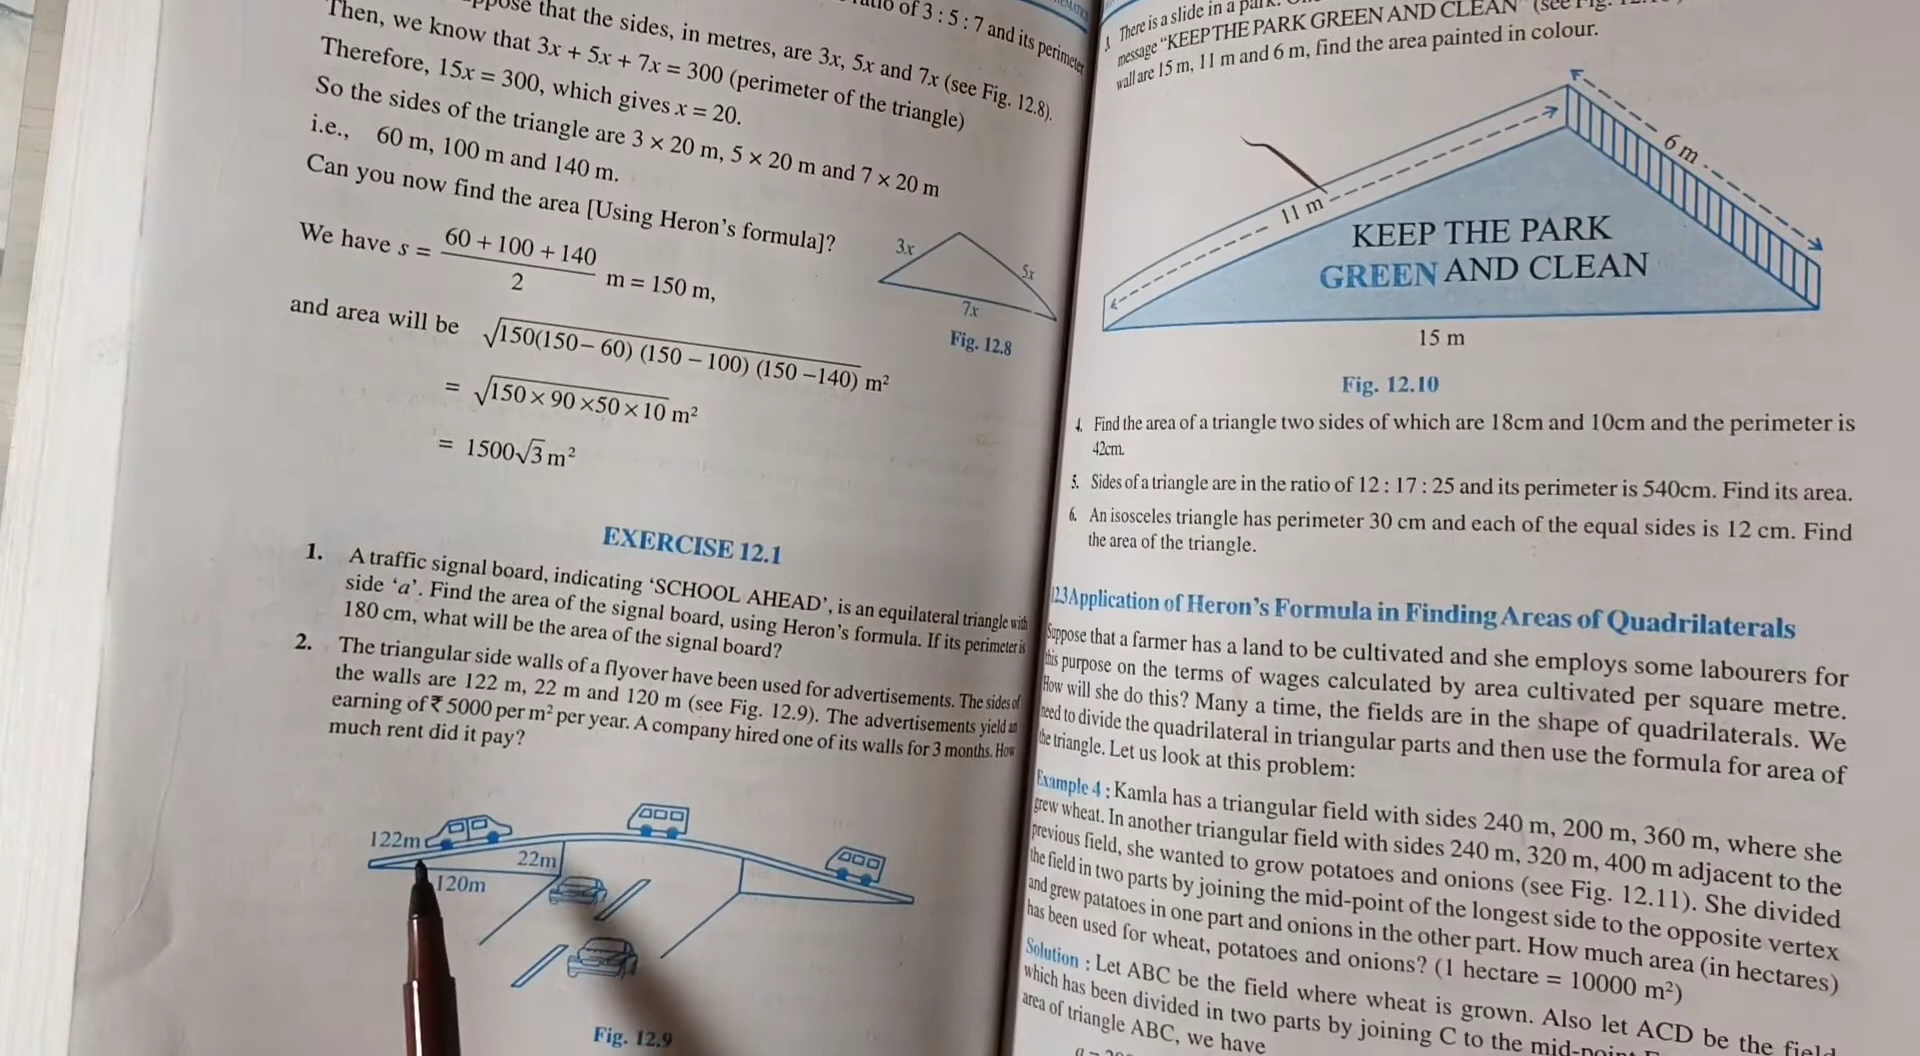 of 3 : 5 : 7 and its perimeter
that the sides, in metres, are 3x, 5x and 7x (see Fig. 12.8).
Then, we know that 3x + 5x + 7x = 300 (perimeter of the triangle)
Therefore, 15x = 300, which gives x = 20.
So the sides of the triangle are 3 × 20 m, 5 × 20 m and 7 × 20 m
i.e., 60 m, 100 m and 140 m.
Can you now find the area [Using Heron's formula]?
We have s = (60 + 100 + 140)/2 m = 150 m,
3x
5x
7x
Fig. 12.8
and area will be √150(150 – 60) (150 – 100) (150 –140) m²
= √150 × 90 ×50 × 10 m²
= 1500√3 m²
EXERCISE 12.1
1. A traffic signal board, indicating 'SCHOOL AHEAD', is an equilateral triangle with
side 'a'. Find the area of the signal board, using Heron's formula. If its perimeter is
180 cm, what will be the area of the signal board?
2. The triangular side walls of a flyover have been used for advertisements. The sides of
the walls are 122 m, 22 m and 120 m (see Fig. 12.9). The advertisements yield an
earning of ₹ 5000 per m² per year. A company hired one of its walls for 3 months. How
much rent did it pay?
122m
22m
120m
Fig. 12.9
There is a slide in a park.
message "KEEP THE PARK GREEN AND CLEAN" (see Fig.
wall are 15 m, 11 m and 6 m, find the area painted in colour.
6 m
11 m
KEEP THE PARK
GREEN AND CLEAN
15 m
Fig. 12.10
4. Find the area of a triangle two sides of which are 18cm and 10cm and the perimeter is
42cm.
5. Sides of a triangle are in the ratio of 12 : 17 : 25 and its perimeter is 540cm. Find its area.
6. An isosceles triangle has perimeter 30 cm and each of the equal sides is 12 cm. Find
the area of the triangle.
12.3 Application of Heron's Formula in Finding Areas of Quadrilaterals
Suppose that a farmer has a land to be cultivated and she employs some labourers for
this purpose on the terms of wages calculated by area cultivated per square metre.
How will she do this? Many a time, the fields are in the shape of quadrilaterals. We
need to divide the quadrilateral in triangular parts and then use the formula for area of
the triangle. Let us look at this problem:
Example 4 : Kamla has a triangular field with sides 240 m, 200 m, 360 m, where she
grew wheat. In another triangular field with sides 240 m, 320 m, 400 m adjacent to the
previous field, she wanted to grow potatoes and onions (see Fig. 12.11). She divided
the field in two parts by joining the mid-point of the longest side to the opposite vertex
and grew patatoes in one part and onions in the other part. How much area (in hectares)
has been used for wheat, potatoes and onions? (1 hectare = 10000 m²)
Solution : Let ABC be the field where wheat is grown. Also let ACD be the field
which has been divided in two parts by joining C to the mid-point
area of triangle ABC, we have